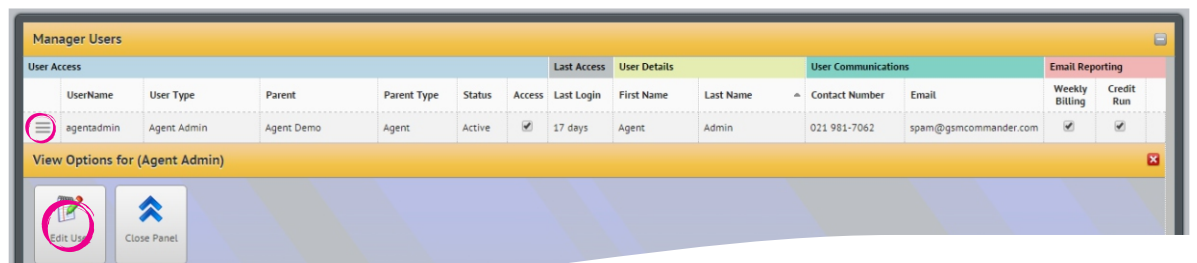 Manager Users
User Access Last Access User Details User Communications Email Reporting
UserName User Type Parent Parent Type Status Access Last Login First Name Last Name Contact Number Email Weekly Billing Credit Run
agentadmin Agent Admin Agent Demo Agent Active 17 days Agent Admin 021 981-7062 spam@gsmcommander.com
View Options for (Agent Admin)
Edit User Close Panel